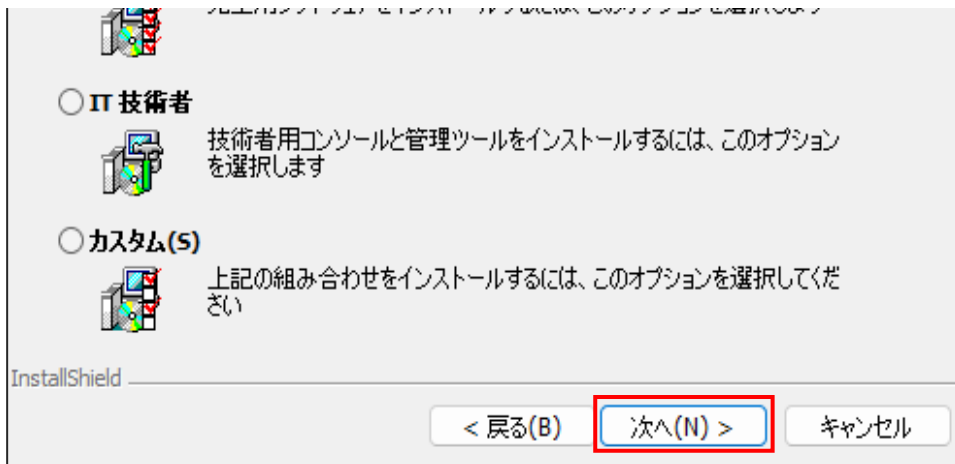 IT 技術者
技術者用コンソールと管理ツールをインストールするには、このオプション
を選択します
カスタム(S)
上記の組み合わせをインストールするには、このオプションを選択してくだ
さい
InstallShield
< 戻る(B)
次へ(N) >
キャンセル